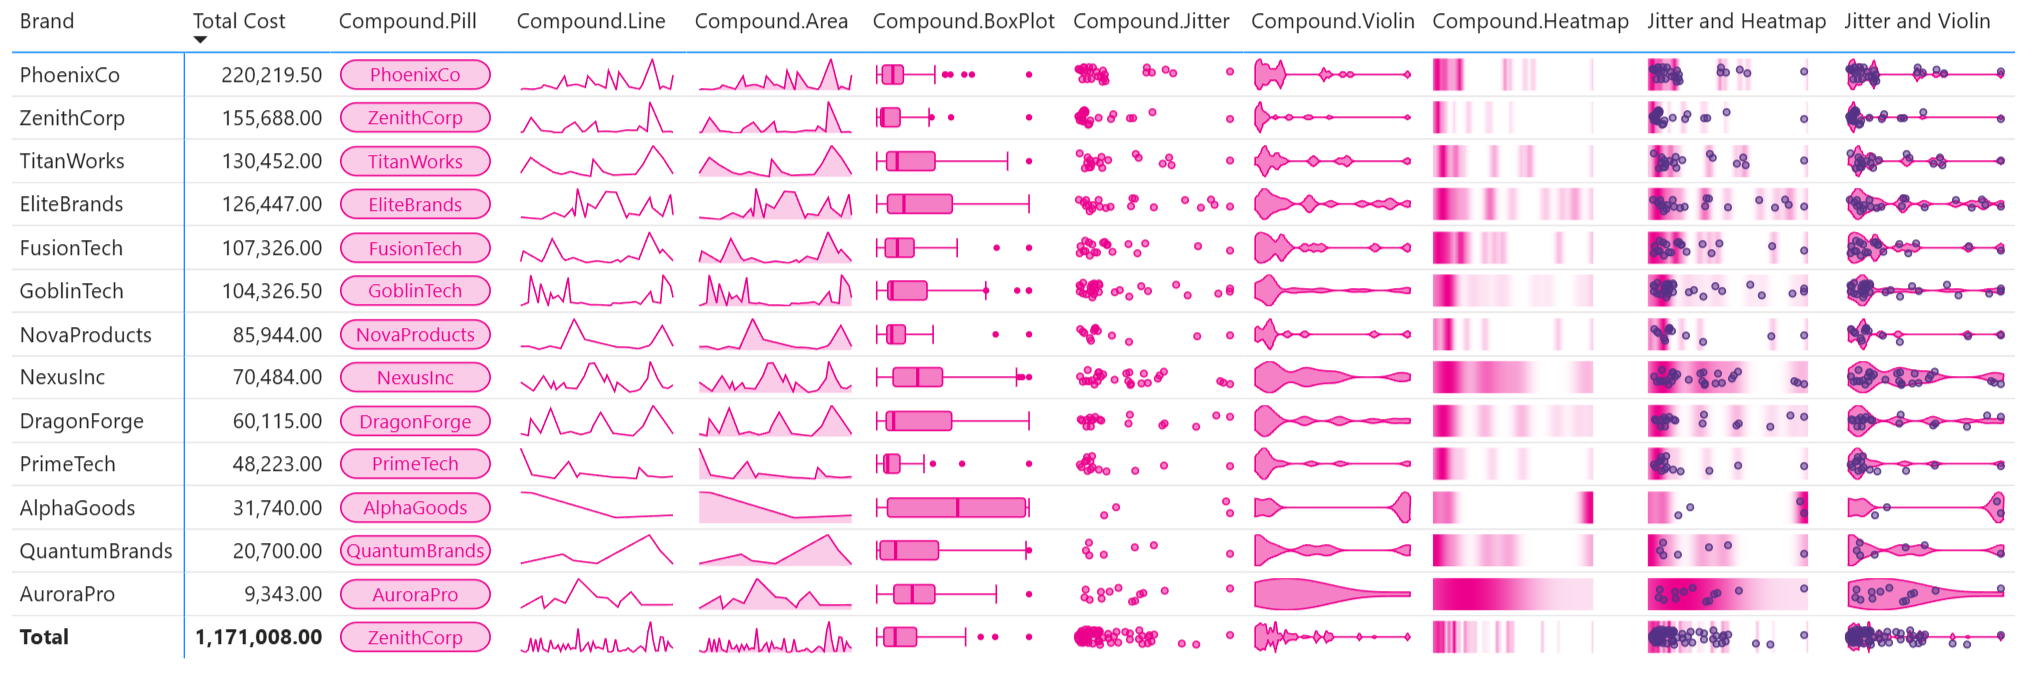 Brand Total Cost Compound.Pill Compound.Line Compound.Area Compound.BoxPlot Compound.Jitter Compound.Violin Compound.Heatmap Jitter and Heatmap Jitter and Violin
PhoenixCo 220,219.50 PhoenixCo
ZenithCorp 155,688.00 ZenithCorp
TitanWorks 130,452.00 TitanWorks
EliteBrands 126,447.00 EliteBrands
FusionTech 107,326.00 FusionTech
GoblinTech 104,326.50 GoblinTech
NovaProducts 85,944.00 NovaProducts
NexusInc 70,484.00 NexusInc
DragonForge 60,115.00 DragonForge
PrimeTech 48,223.00 PrimeTech
AlphaGoods 31,740.00 AlphaGoods
QuantumBrands 20,700.00 QuantumBrands
AuroraPro 9,343.00 AuroraPro
Total 1,171,008.00 ZenithCorp